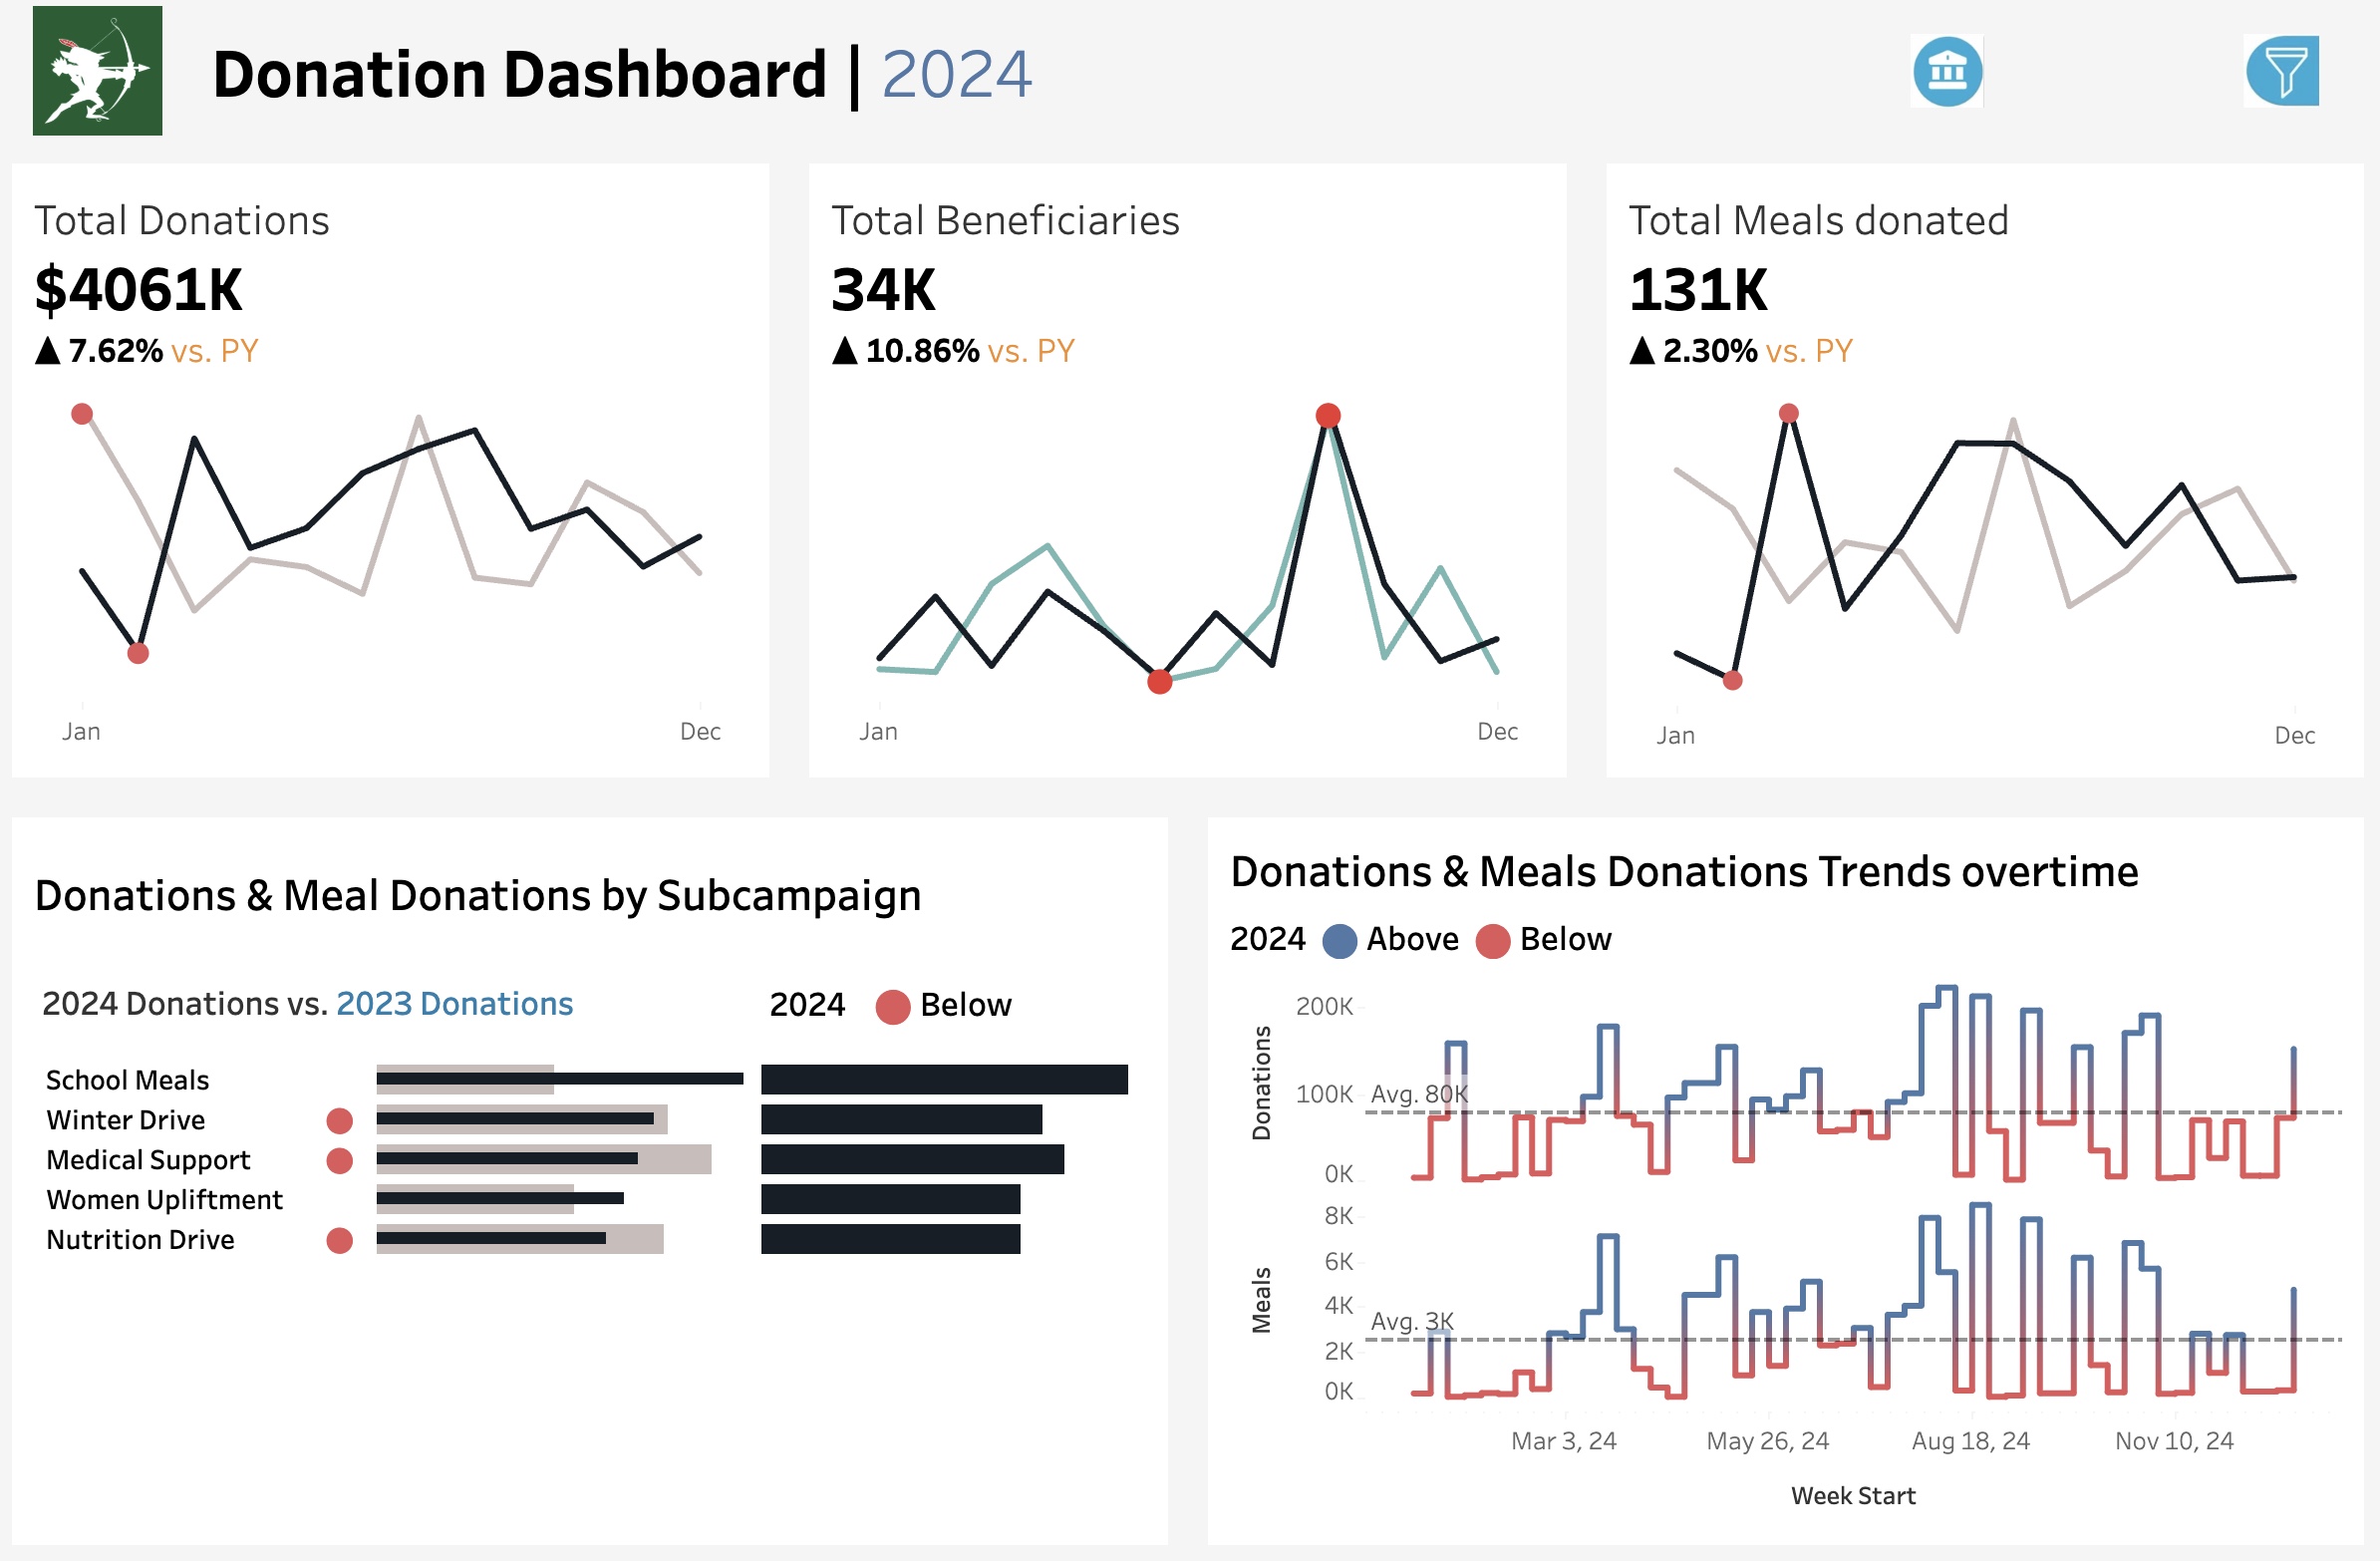 Donation Dashboard | 2024
Total Donations
$4061K
▲ 7.62% vs. PY
Jan
Dec
Total Beneficiaries
34K
▲ 10.86% vs. PY
Jan
Dec
Total Meals donated
131K
▲ 2.30% vs. PY
Jan
Dec
Donations & Meal Donations by Subcampaign
2024 Donations vs. 2023 Donations
2024 Below
School Meals
Winter Drive
Medical Support
Women Upliftment
Nutrition Drive
Donations & Meals Donations Trends overtime
2024 Above Below
Donations
200K
100K
0K
Avg. 80K
Meals
8K
6K
4K
2K
0K
Avg. 3K
Mar 3, 24
May 26, 24
Aug 18, 24
Nov 10, 24
Week Start